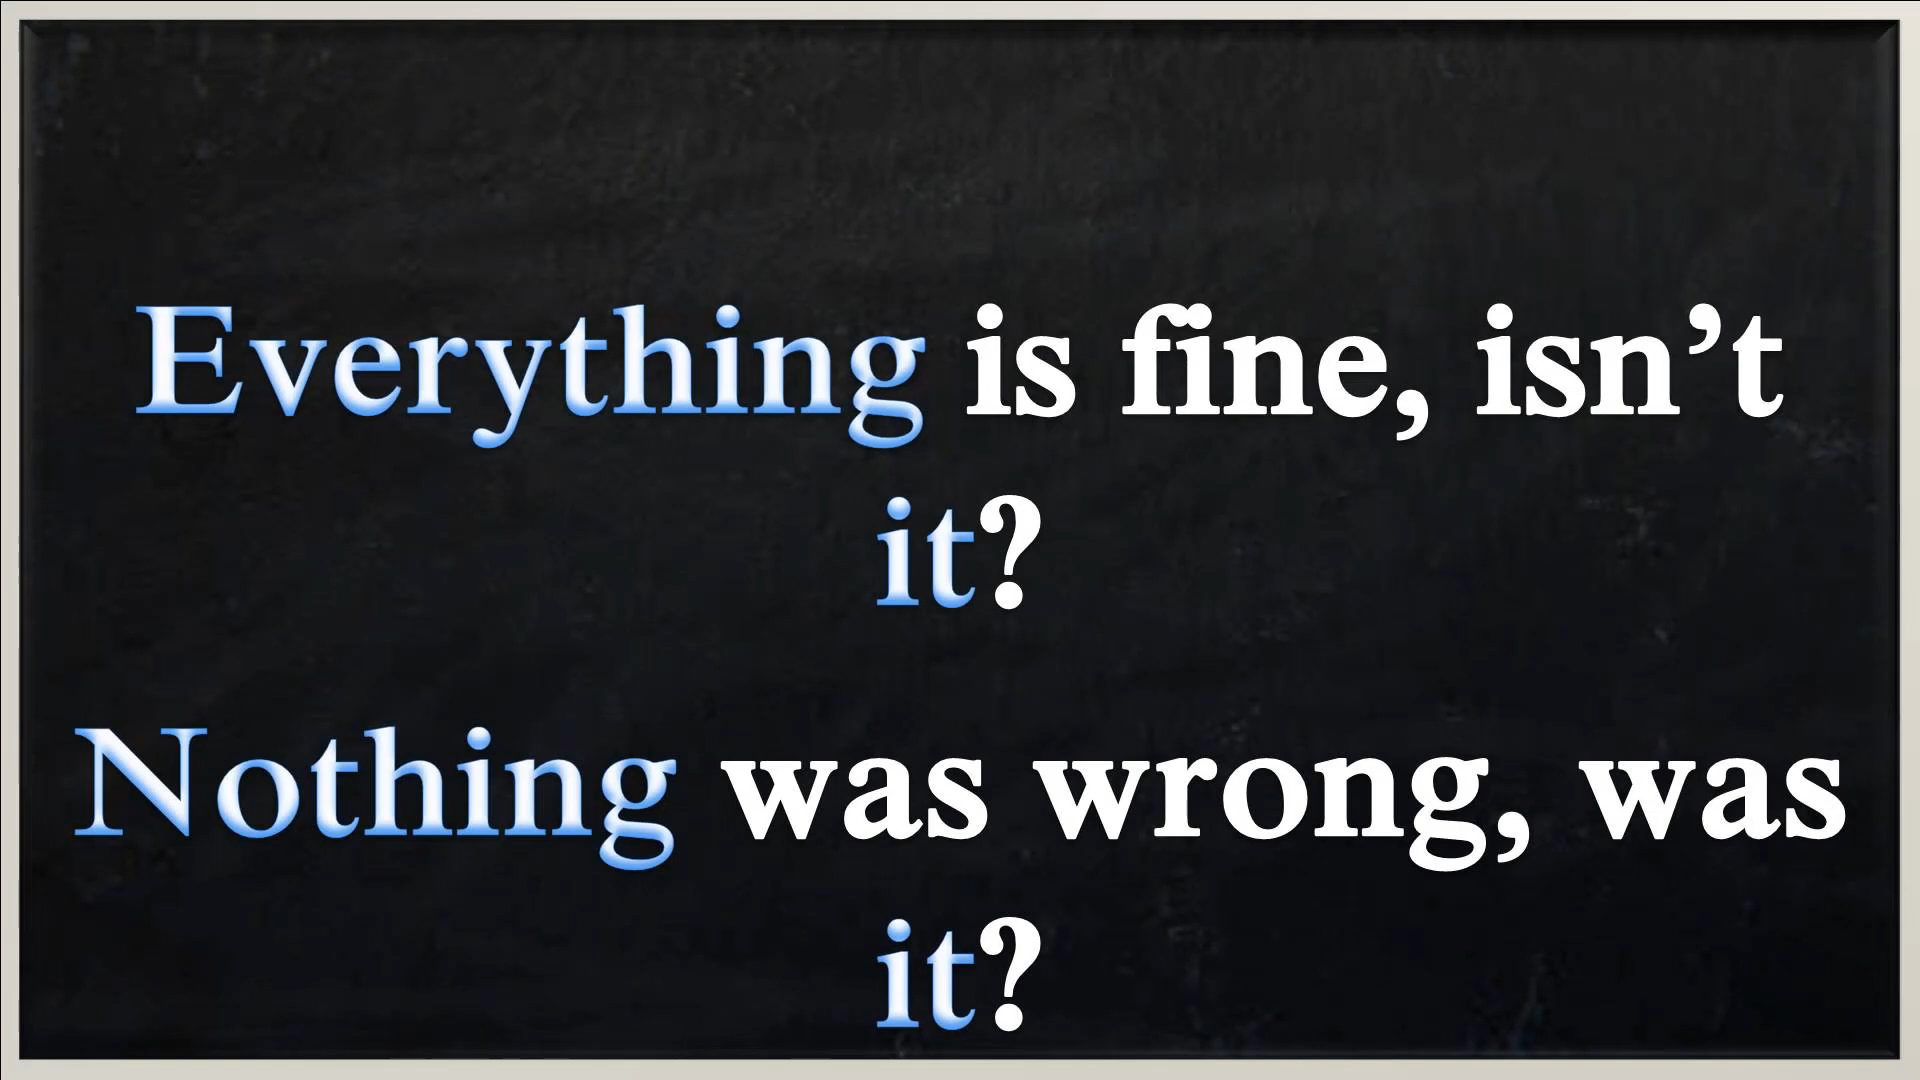 Everything is fine, isn’t
it?
Nothing was wrong, was
it?